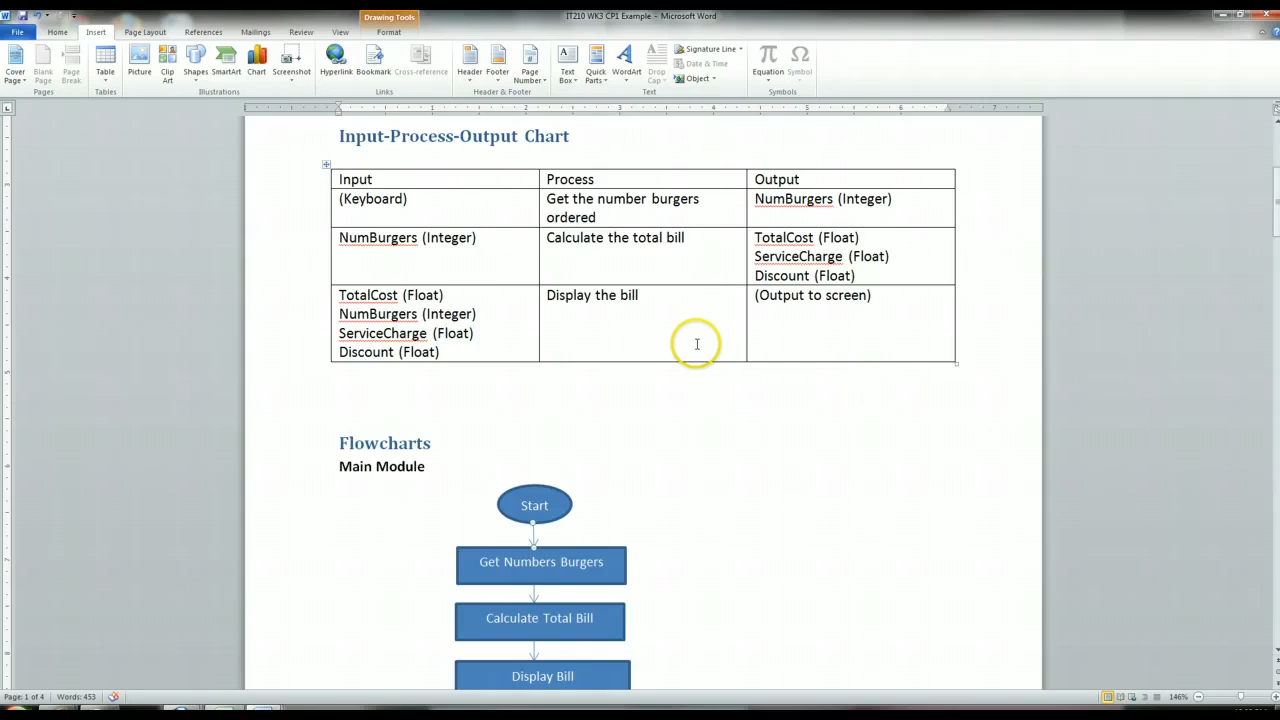 IT210 WK3 CP1 Example - Microsoft Word
Drawing Tools
File Home Insert Page Layout References Mailings Review View Format
Cover Page
Blank Page
Page Break
Table
Picture
Clip Art
Shapes
SmartArt
Chart
Screenshot
Hyperlink
Bookmark
Cross-reference
Header
Footer
Page Number
Text Box
Quick Parts
WordArt
Drop Cap
Signature Line
Date & Time
Object
Equation
Symbol
Pages Tables Illustrations Links Header & Footer Text Symbols
Input-Process-Output Chart
Input Process Output
(Keyboard) Get the number burgers NumBurgers (Integer)
ordered
NumBurgers (Integer) Calculate the total bill TotalCost (Float)
ServiceCharge (Float)
Discount (Float)
TotalCost (Float) Display the bill (Output to screen)
NumBurgers (Integer)
ServiceCharge (Float)
Discount (Float)
Flowcharts
Main Module
Start
Get Numbers Burgers
Calculate Total Bill
Display Bill
Page: 1 of 4 Words: 453 146%